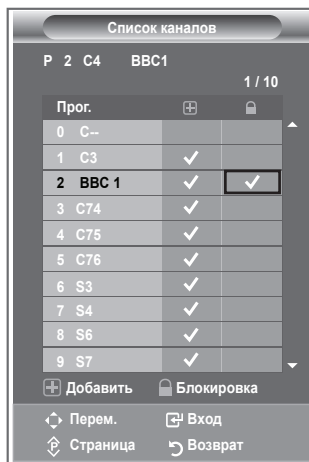 Список каналов
P 2 C4 BBC1
1 / 10
Прог.
0 C--
1 C3
2 BBC 1
3 C74
4 C75
5 C76
6 S3
7 S4
8 S6
9 S7
Добавить Блокировка
Перем. Вход
Страница Возврат